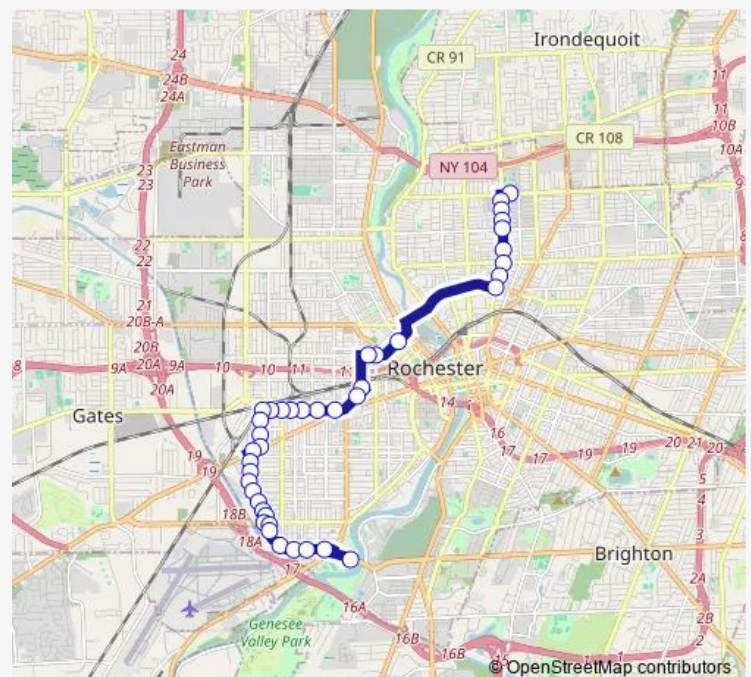 Irondequoit
24
CR 91
24B
24A
11
11
CR 108
10B
10A
Eastman
Business
Park
NY 104
23
23
9
22
22
21
20B-A
20B
8
9A
20A
9A
10
10
11
20A
Rochester
14
Gates
16
17
17
19
19
20
21
20
19
19
5
4
3
18B
18A
17
Brighton
2A
16A
Genesee
Valley Park
2B
16B
16B
1
2
© OpenStreetMap contributors